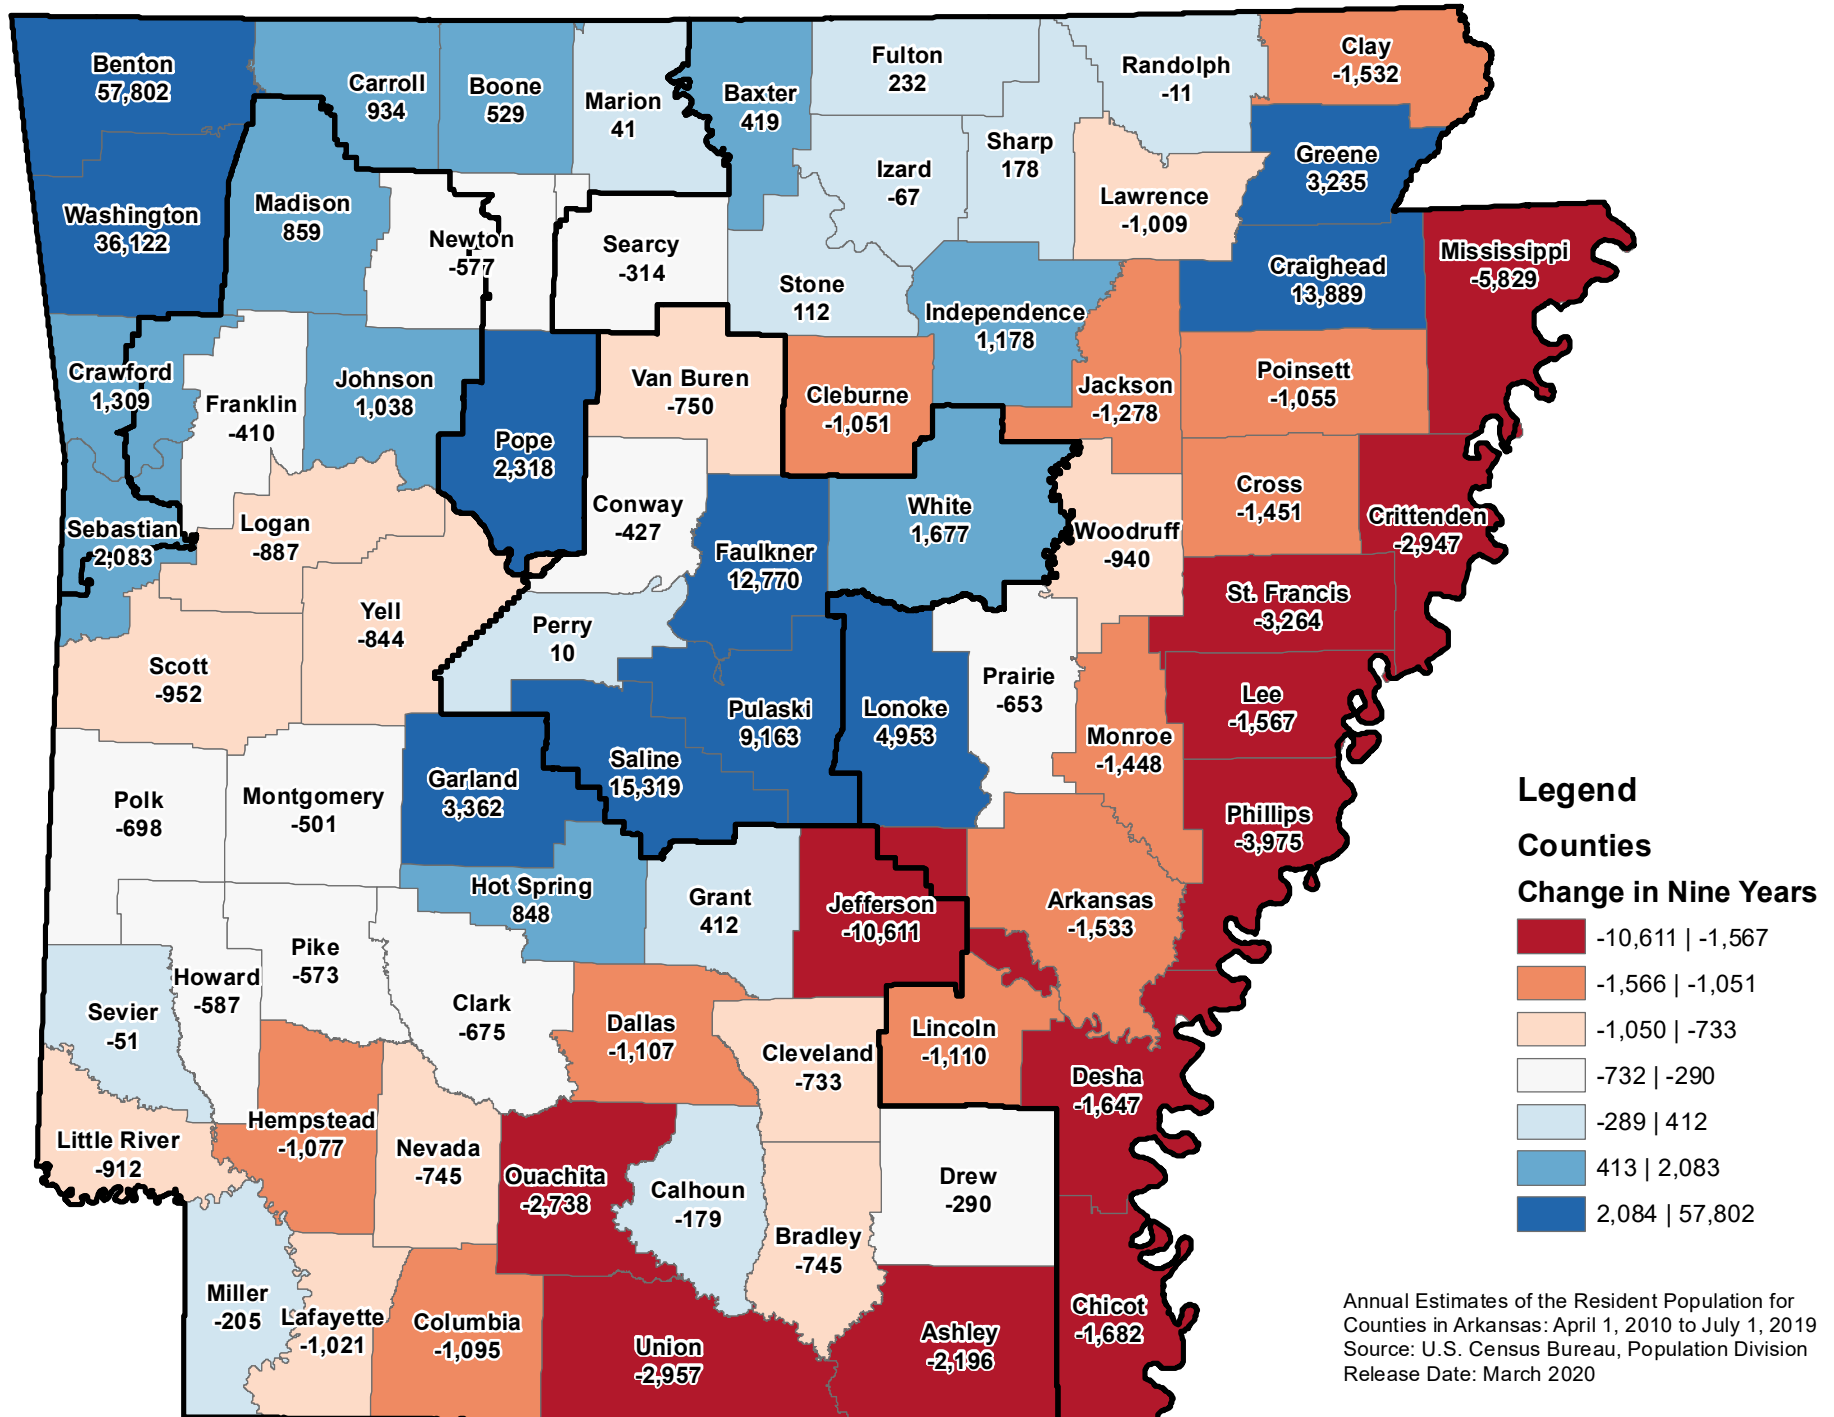 Benton
57,802
Carroll
934
Boone
529
Marion
41
Baxter
419
Fulton
232
Randolph
-11
Clay
-1,532
Sharp
178
Izard
-67
Greene
3,235
Lawrence
-1,009
Washington
36,122
Madison
859
Newton
-577
Searcy
-314
Stone
112
Independence
1,178
Craighead
13,889
Mississippi
-5,829
Crawford
1,309
Franklin
-410
Johnson
1,038
Pope
2,318
Van Buren
-750
Cleburne
-1,051
Jackson
-1,278
Poinsett
-1,055
Sebastian
2,083
Logan
-887
Conway
-427
Faulkner
12,770
White
1,677
Woodruff
-940
Cross
-1,451
Crittenden
-2,947
Scott
-952
Yell
-844
Perry
10
St. Francis
-3,264
Pulaski
9,163
Lonoke
4,953
Prairie
-653
Lee
-1,567
Monroe
-1,448
Saline
15,319
Garland
3,362
Polk
-698
Montgomery
-501
Phillips
-3,975
Hot Spring
848
Grant
412
Jefferson
-10,611
Arkansas
-1,533
Pike
-573
Howard
-587
Sevier
-51
Clark
-675
Dallas
-1,107
Cleveland
-733
Lincoln
-1,110
Desha
-1,647
Little River
-912
Hempstead
-1,077
Nevada
-745
Ouachita
-2,738
Calhoun
-179
Drew
-290
Bradley
-745
Miller
-205
Lafayette
-1,021
Columbia
-1,095
Union
-2,957
Ashley
-2,196
Chicot
-1,682
Legend
Counties
Change in Nine Years
-10,611 | -1,567
-1,566 | -1,051
-1,050 | -733
-732 | -290
-289 | 412
413 | 2,083
2,084 | 57,802
Annual Estimates of the Resident Population for
Counties in Arkansas: April 1, 2010 to July 1, 2019
Source: U.S. Census Bureau, Population Division
Release Date: March 2020